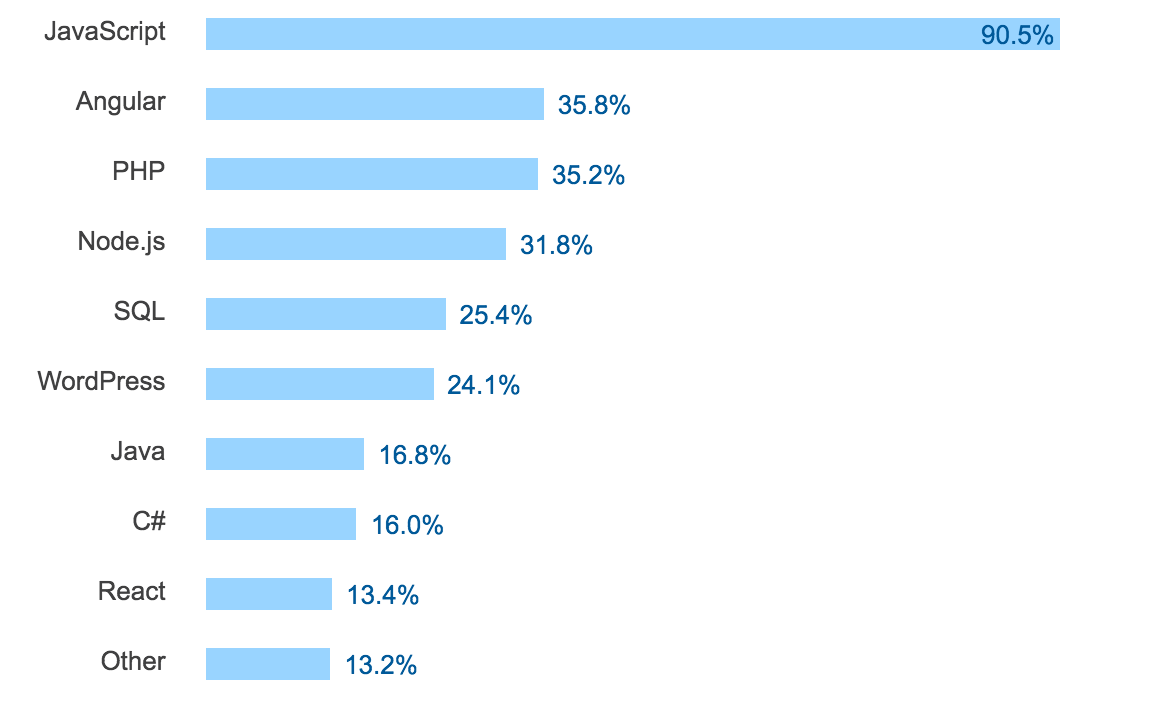 JavaScript 90.5%
Angular 35.8%
PHP 35.2%
Node.js 31.8%
SQL 25.4%
WordPress 24.1%
Java 16.8%
C# 16.0%
React 13.4%
Other 13.2%